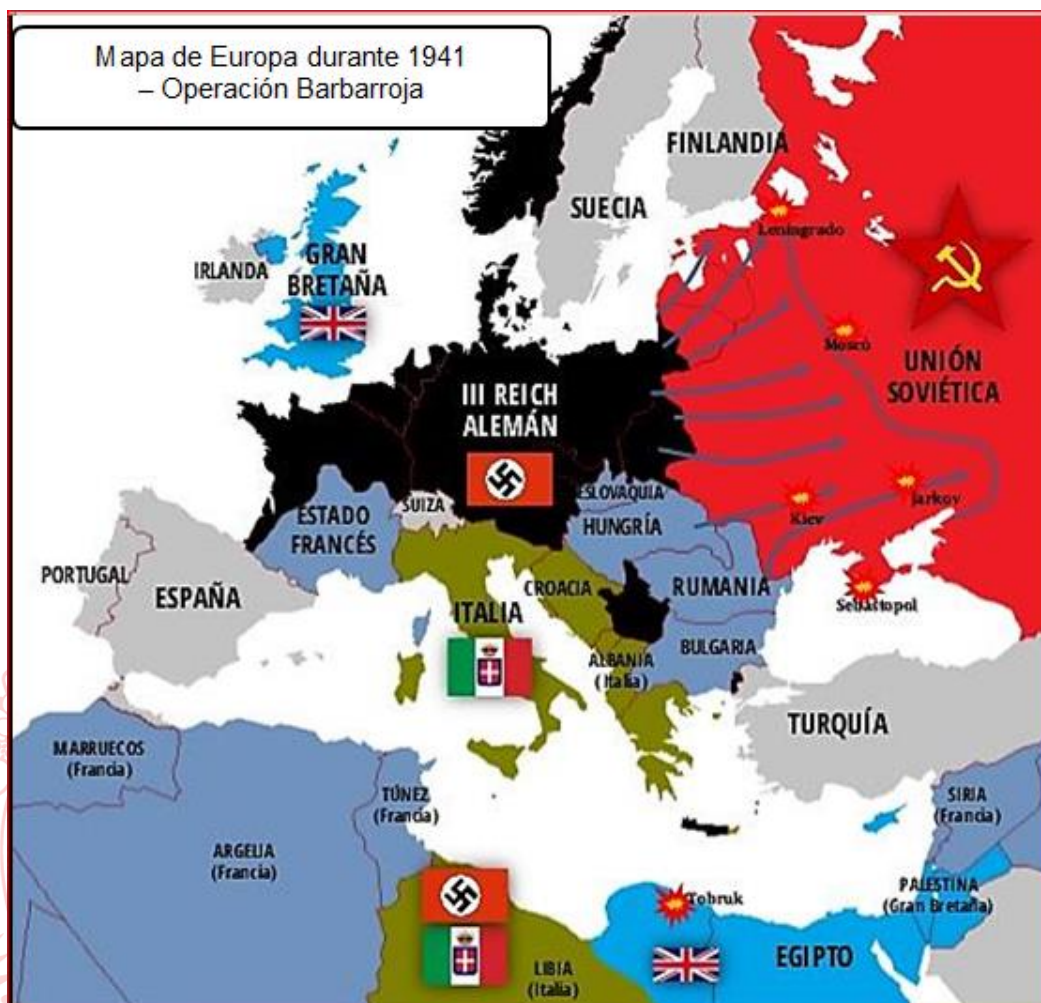 Mapa de Europa durante 1941
– Operación Barbarroja
FINLANDIA
SUECIA
Leningrado
IRLANDA
GRAN
BRETAÑA
Moscú
UNIÓN
SOVIÉTICA
III REICH
ALEMÁN
SUIZA
ESLOVAQUIA
HUNGRÍA
Kiev
Jarkov
ESTADO
FRANCÉS
PORTUGAL
ESPAÑA
CROACIA
RUMANIA
Sebastopol
ITALIA
ALBANIA
(Italia)
BULGARIA
TURQUÍA
MARRUECOS
(Francia)
TÚNEZ
(Francia)
SIRIA
(Francia)
ARGELIA
(Francia)
Tobruk
PALESTINA
(Gran Bretaña)
EGIPTO
LIBIA
(Italia)